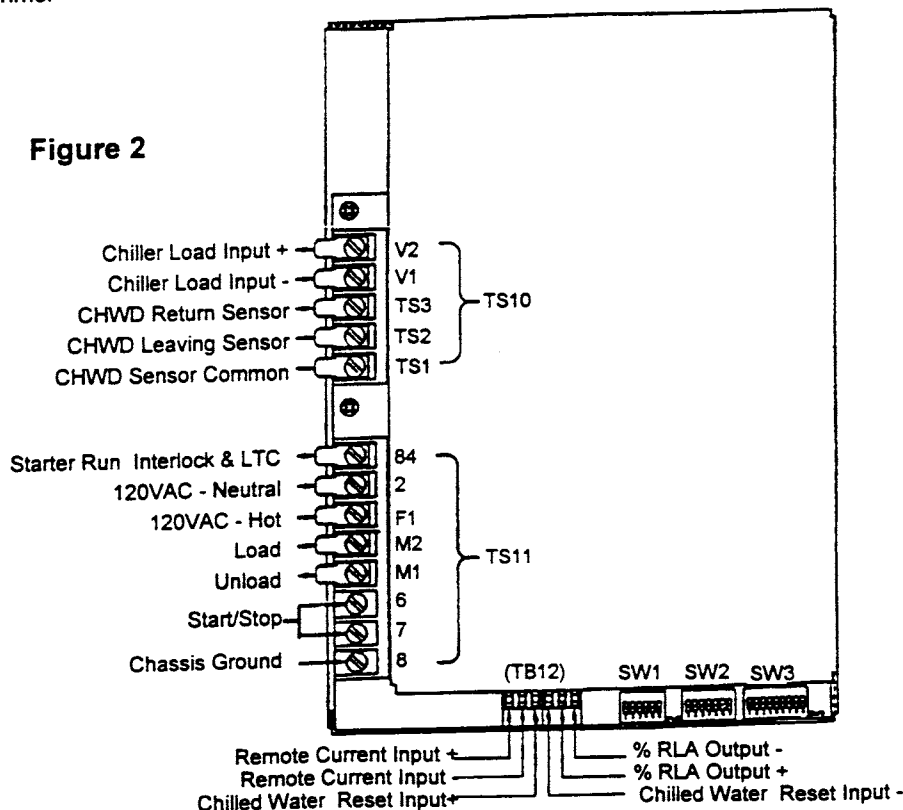 Figure 2
Chiller Load Input + V2
Chiller Load Input - V1
CHWD Return Sensor TS3
CHWD Leaving Sensor TS2
CHWD Sensor Common TS1
TS10
Starter Run Interlock & LTC 84
120VAC - Neutral 2
120VAC - Hot F1
Load M2
Unload M1
TS11
Start/Stop 6
7
Chassis Ground 8
(TB12) SW1 SW2 SW3
Remote Current Input + % RLA Output -
Remote Current Input - % RLA Output +
Chilled Water Reset Input+ Chilled Water Reset Input -